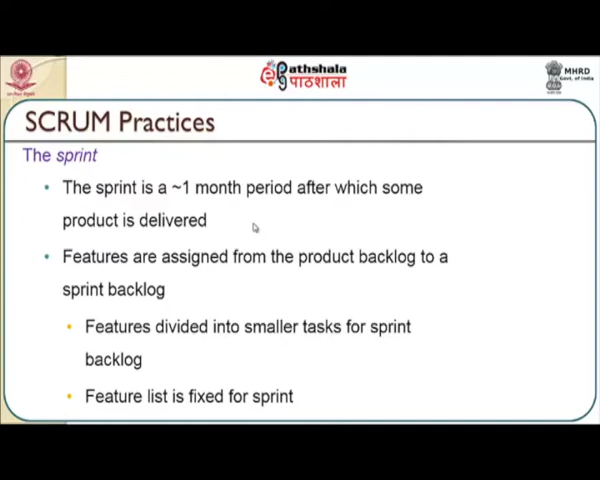 Pathshala
पाठशाला
MHRD
Govt. of India
SCRUM Practices
The sprint
• The sprint is a ~1 month period after which some
product is delivered
• Features are assigned from the product backlog to a
sprint backlog
• Features divided into smaller tasks for sprint
backlog
• Feature list is fixed for sprint